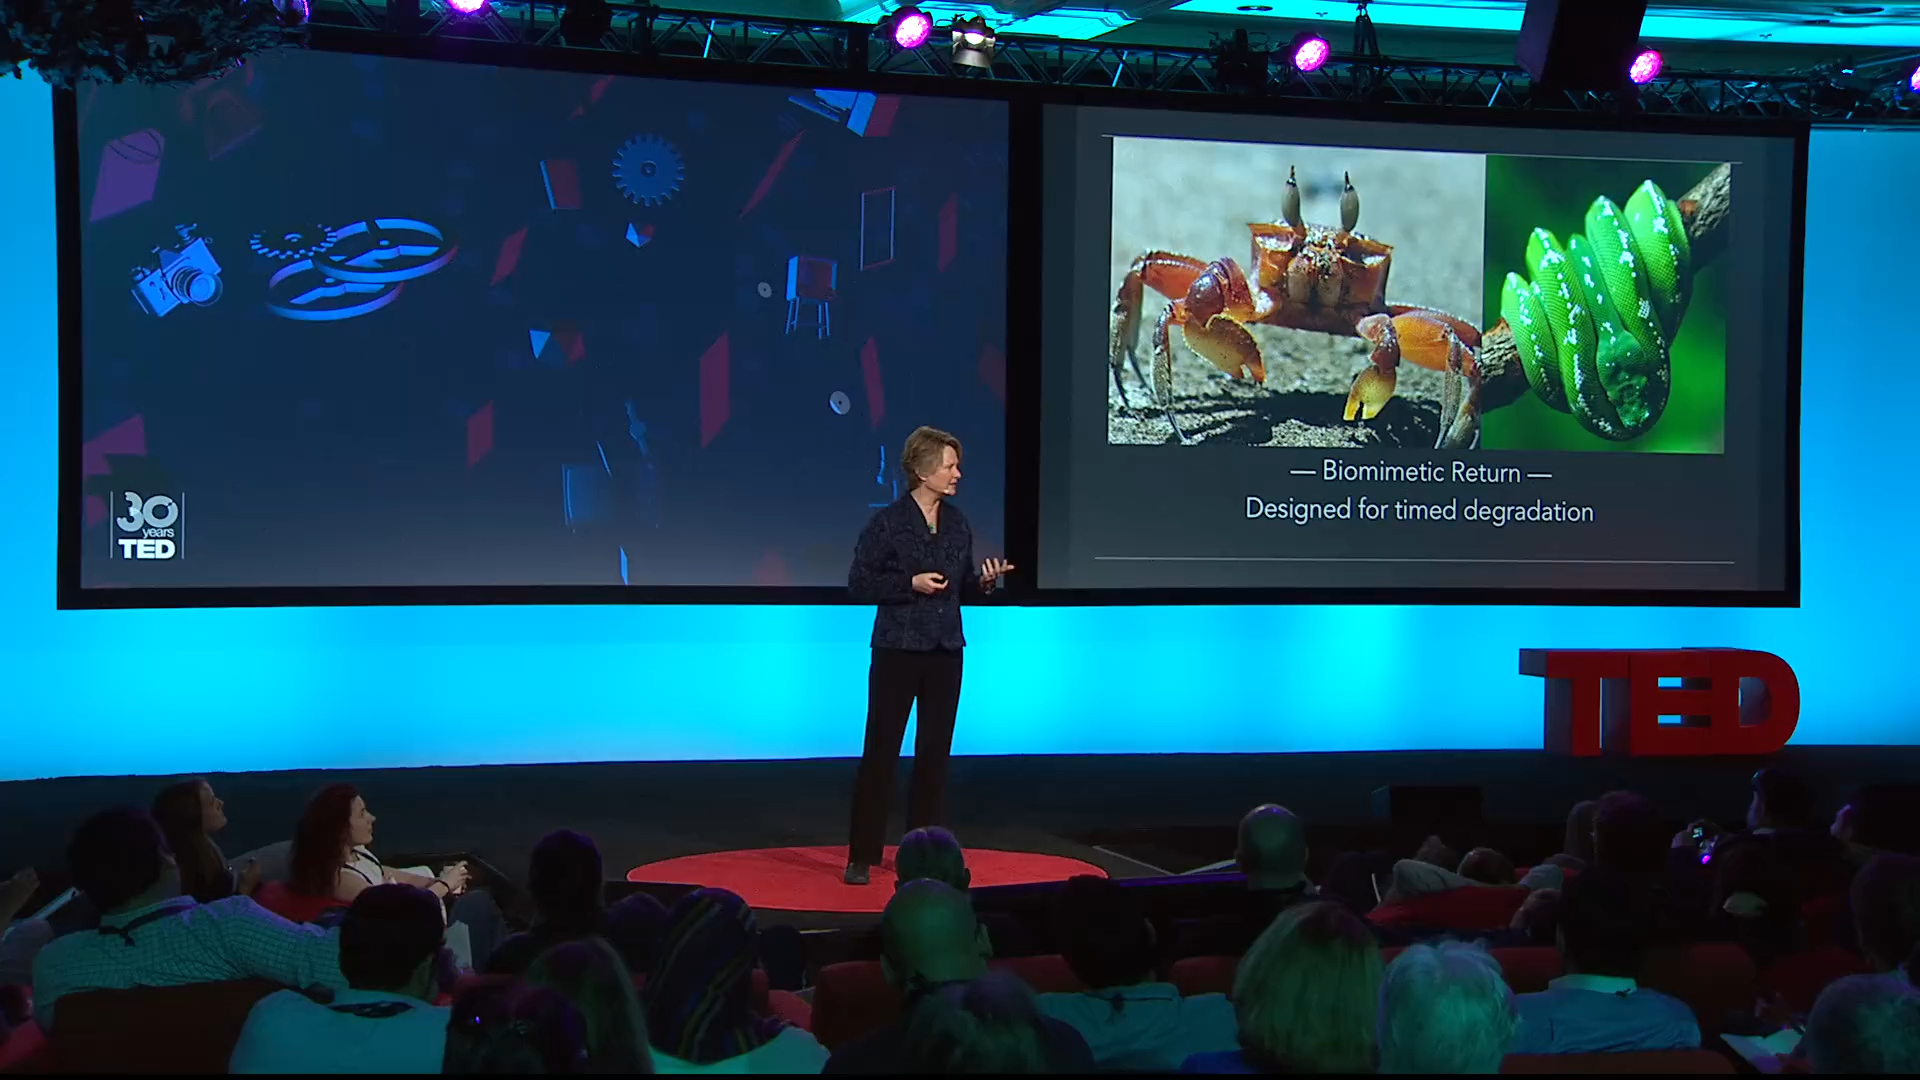 30
years
TED
— Biomimetic Return —
Designed for timed degradation
TED